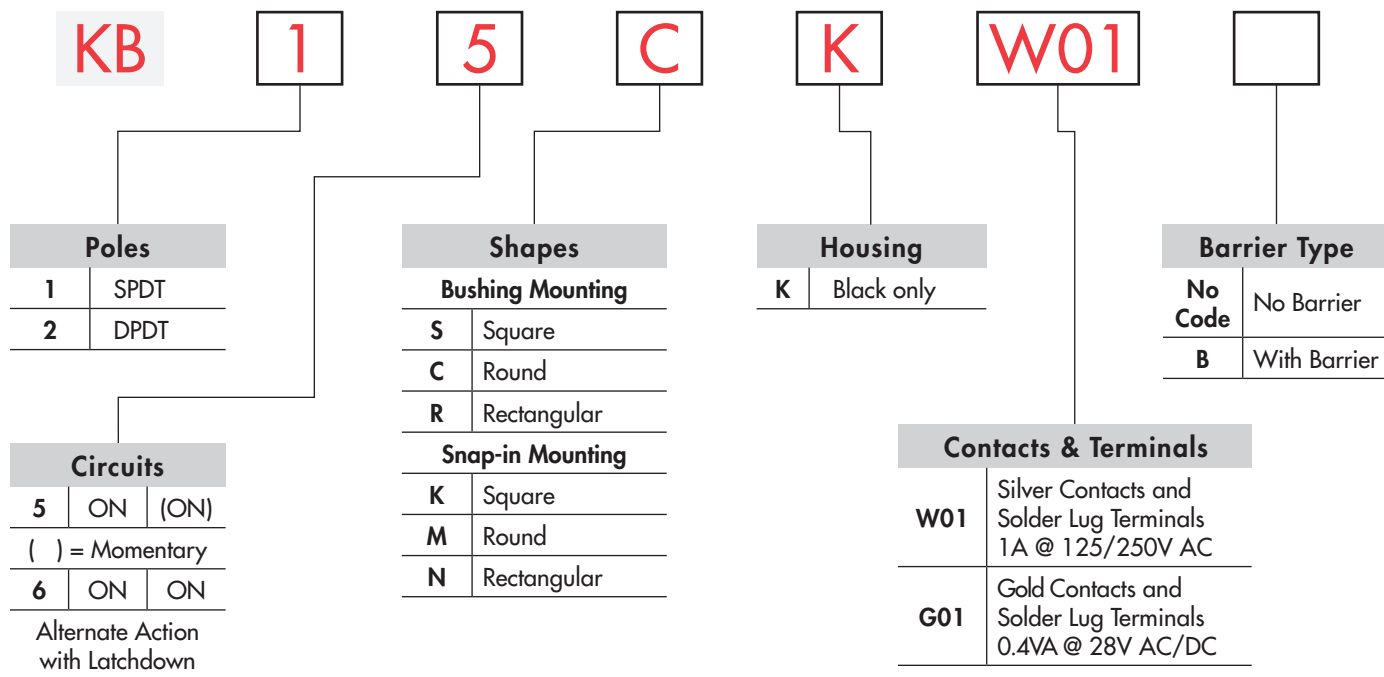 KB 1 5 C K W01
Poles
1 SPDT
2 DPDT
Circuits
5 ON (ON)
( ) = Momentary
6 ON ON
Alternate Action
with Latchdown
Shapes
Bushing Mounting
S Square
C Round
R Rectangular
Snap-in Mounting
K Square
M Round
N Rectangular
Housing
K Black only
Contacts & Terminals
W01 Silver Contacts and
Solder Lug Terminals
1A @ 125/250V AC
G01 Gold Contacts and
Solder Lug Terminals
0.4VA @ 28V AC/DC
Barrier Type
No
Code No Barrier
B With Barrier